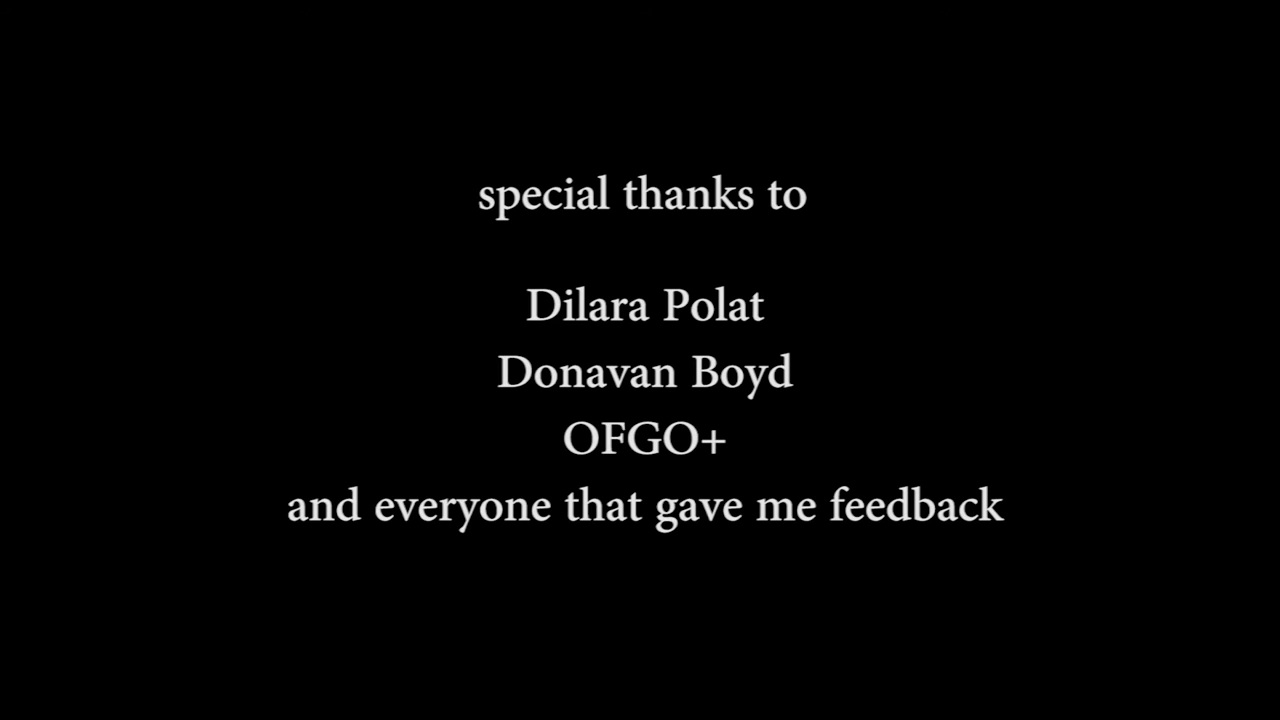 special thanks to
Dilara Polat
Donavan Boyd
OFGO+
and everyone that gave me feedback